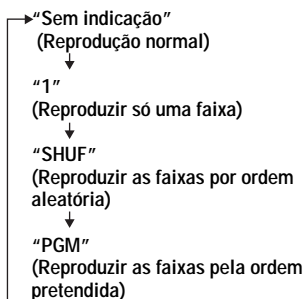 “Sem indicação”
(Reprodução normal)
“1”
(Reproduzir só uma faixa)
“SHUF”
(Reproduzir as faixas por ordem
aleatória)
“PGM”
(Reproduzir as faixas pela ordem
pretendida)